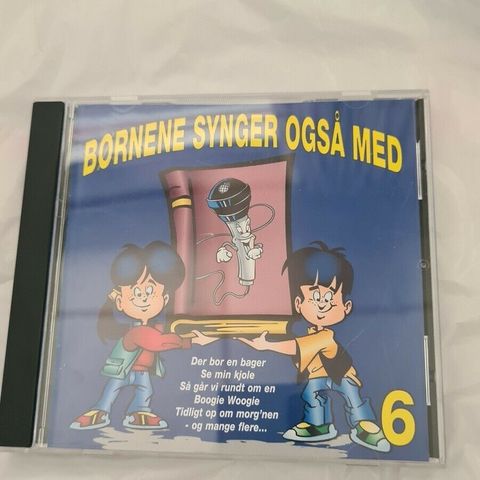 BØRNENE SYNGER OGSÅ MED
Der bor en bager
Se min kjole
Så går vi rundt om en
Boogie Woogie
Tidligt op om morg'nen
- og mange flere...
6